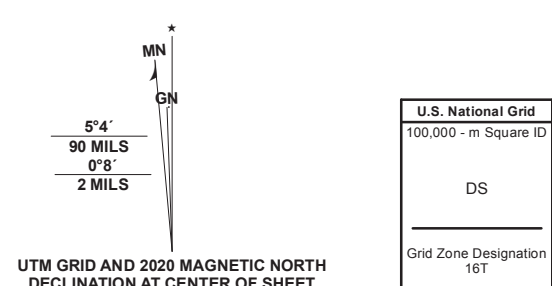 ★
MN
GN
5°4´
90 MILS
0°8´
2 MILS
UTM GRID AND 2020 MAGNETIC NORTH
DECLINATION AT CENTER OF SHEET
U.S. National Grid
100,000 - m Square ID
DS
Grid Zone Designation
16T